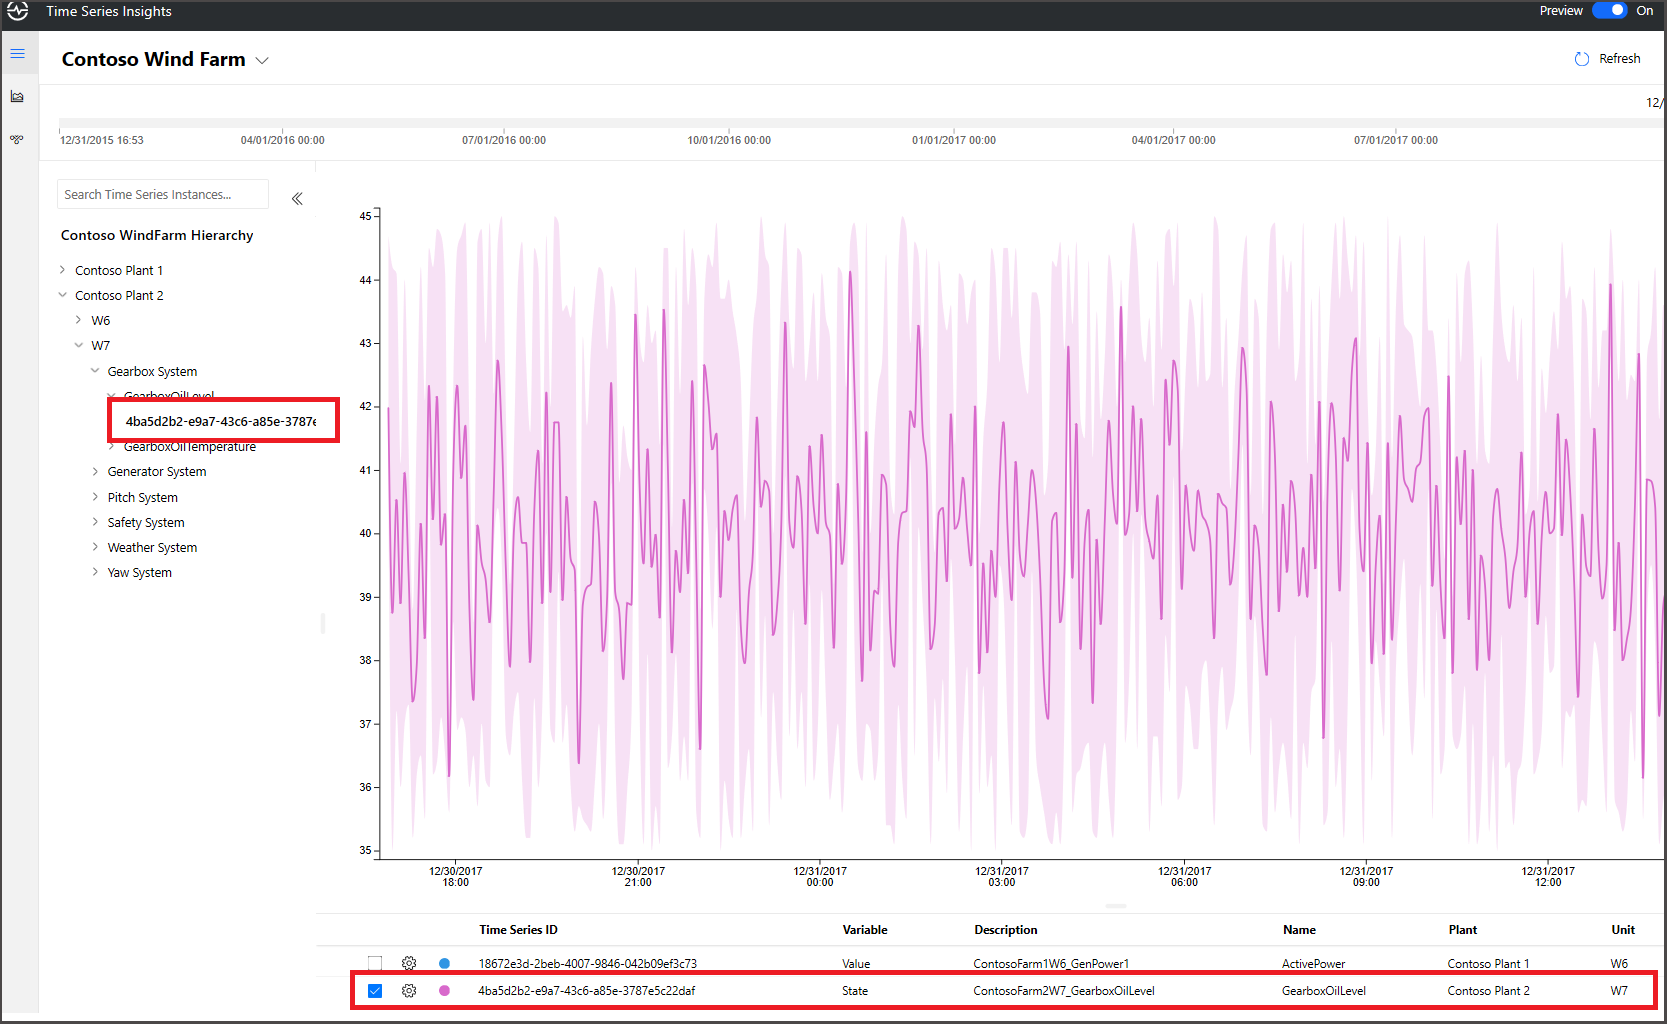 Time Series Insights
Preview On
Contoso Wind Farm
Refresh
12/
12/31/2015 16:53 04/01/2016 00:00 07/01/2016 00:00 10/01/2016 00:00 01/01/2017 00:00 04/01/2017 00:00 07/01/2017 00:00
Search Time Series Instances...
Contoso WindFarm Hierarchy
Contoso Plant 1
Contoso Plant 2
W6
W7
Gearbox System
GearboxOilLevel
4ba5d2b2-e9a7-43c6-a85e-3787e
GearboxOilTemperature
Generator System
Pitch System
Safety System
Weather System
Yaw System
45
44
43
42
41
40
39
38
37
36
35
12/30/2017 12/30/2017 12/31/2017 12/31/2017 12/31/2017 12/31/2017 12/31/2017
18:00 21:00 00:00 03:00 06:00 09:00 12:00
Time Series ID Variable Description Name Plant Unit
18672e3d-2beb-4007-9846-042b09ef3c73 Value ContosoFarm1W6_GenPower1 ActivePower Contoso Plant 1 W6
4ba5d2b2-e9a7-43c6-a85e-3787e5c22daf State ContosoFarm2W7_GearboxOilLevel GearboxOilLevel Contoso Plant 2 W7